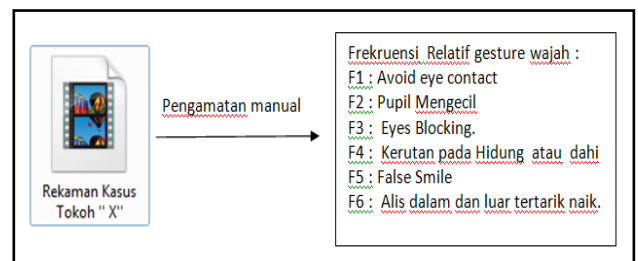 Rekaman Kasus
Tokoh " X"
Pengamatan manual
Frekruensi Relatif gesture wajah :
F1 : Avoid eye contact
F2 : Pupil Mengecil
F3 : Eyes Blocking.
F4 : Kerutan pada Hidung atau dahi
F5 : False Smile
F6 : Alis dalam dan luar tertarik naik.